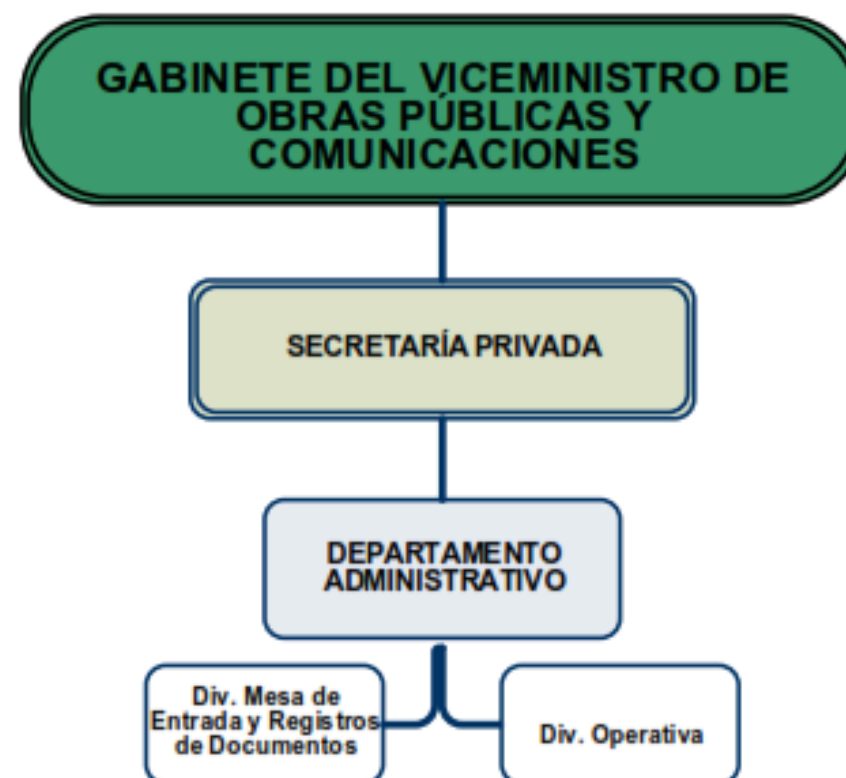 GABINETE DEL VICEMINISTRO DE
OBRAS PÚBLICAS Y
COMUNICACIONES
SECRETARÍA PRIVADA
DEPARTAMENTO
ADMINISTRATIVO
Div. Mesa de
Entrada y Registros
de Documentos
Div. Operativa